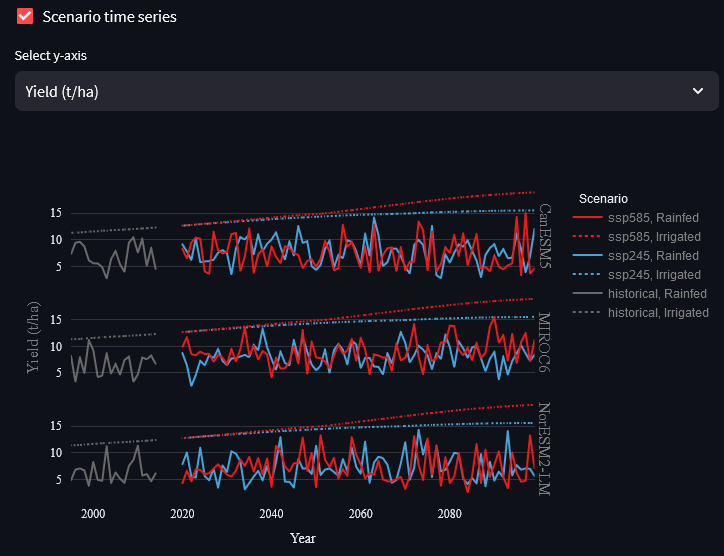 Scenario time series
Select y-axis
Yield (t/ha)
Scenario
ssp585, Rainfed
ssp585, Irrigated
ssp245, Rainfed
ssp245, Irrigated
historical, Rainfed
historical, Irrigated
Yield (t/ha)
15
10
5
CanESM5
15
10
5
MIROC6
15
10
5
NorESM2-LM
2000
2020
2040
2060
2080
Year